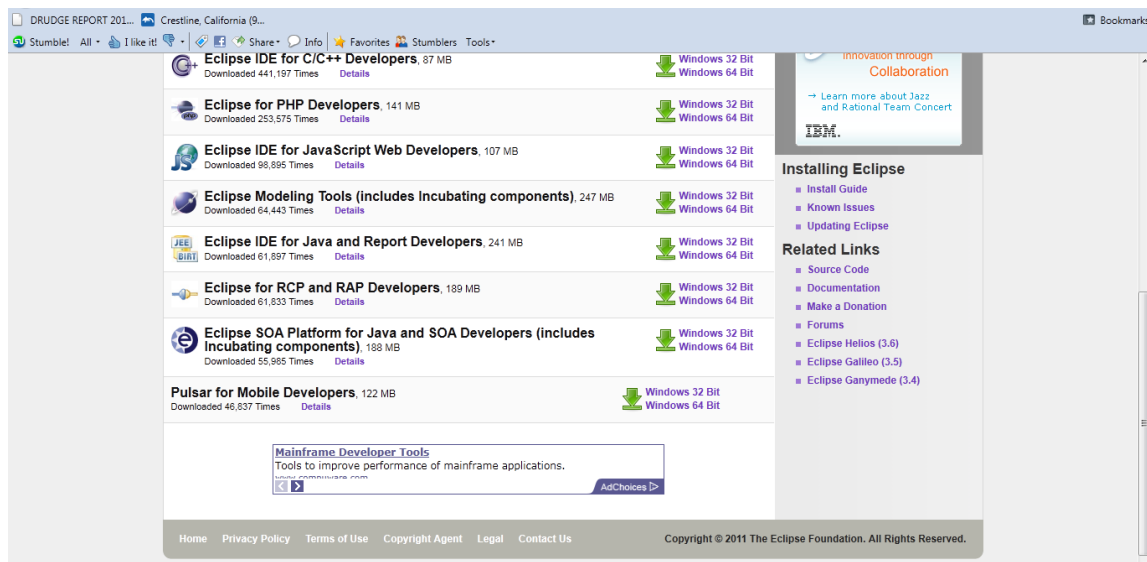 DRUDGE REPORT 201... Crestline, California (9... Bookmarks
Stumble! All I like it! Share Info Favorites Stumblers Tools
Eclipse IDE for C/C++ Developers, 87 MB
Downloaded 441,197 Times Details
Windows 32 Bit
Windows 64 Bit
Eclipse for PHP Developers, 141 MB
Downloaded 253,575 Times Details
Windows 32 Bit
Windows 64 Bit
Eclipse IDE for JavaScript Web Developers, 107 MB
Downloaded 98,895 Times Details
Windows 32 Bit
Windows 64 Bit
Eclipse Modeling Tools (includes Incubating components), 247 MB
Downloaded 64,443 Times Details
Windows 32 Bit
Windows 64 Bit
JEE
BIRT
Eclipse IDE for Java and Report Developers, 241 MB
Downloaded 61,897 Times Details
Windows 32 Bit
Windows 64 Bit
Eclipse for RCP and RAP Developers, 189 MB
Downloaded 61,833 Times Details
Windows 32 Bit
Windows 64 Bit
Eclipse SOA Platform for Java and SOA Developers (includes
Incubating components), 188 MB
Downloaded 55,985 Times Details
Windows 32 Bit
Windows 64 Bit
Pulsar for Mobile Developers, 122 MB
Downloaded 46,837 Times Details
Windows 32 Bit
Windows 64 Bit
Mainframe Developer Tools
Tools to improve performance of mainframe applications.
www.compuware.com
AdChoices
innovation through
Collaboration
→ Learn more about Jazz
and Rational Team Concert
IBM.
Installing Eclipse
Install Guide
Known Issues
Updating Eclipse
Related Links
Source Code
Documentation
Make a Donation
Forums
Eclipse Helios (3.6)
Eclipse Galileo (3.5)
Eclipse Ganymede (3.4)
Home Privacy Policy Terms of Use Copyright Agent Legal Contact Us Copyright © 2011 The Eclipse Foundation. All Rights Reserved.